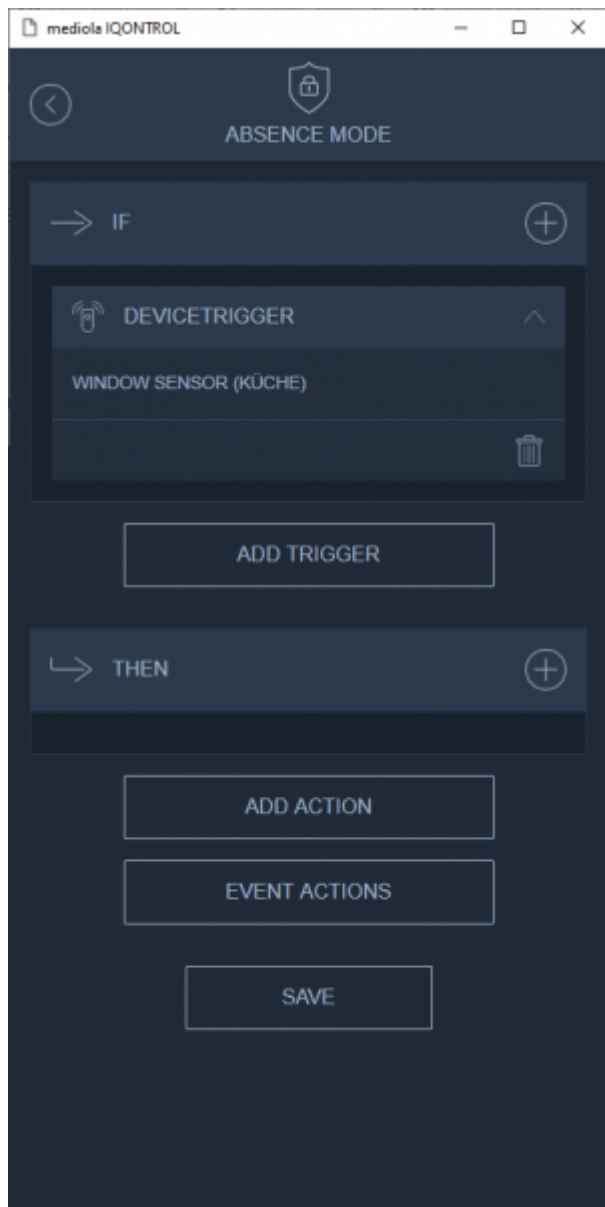 mediola IQONTROL
ABSENCE MODE
IF
DEVICETRIGGER
WINDOW SENSOR (KÜCHE)
ADD TRIGGER
THEN
ADD ACTION
EVENT ACTIONS
SAVE